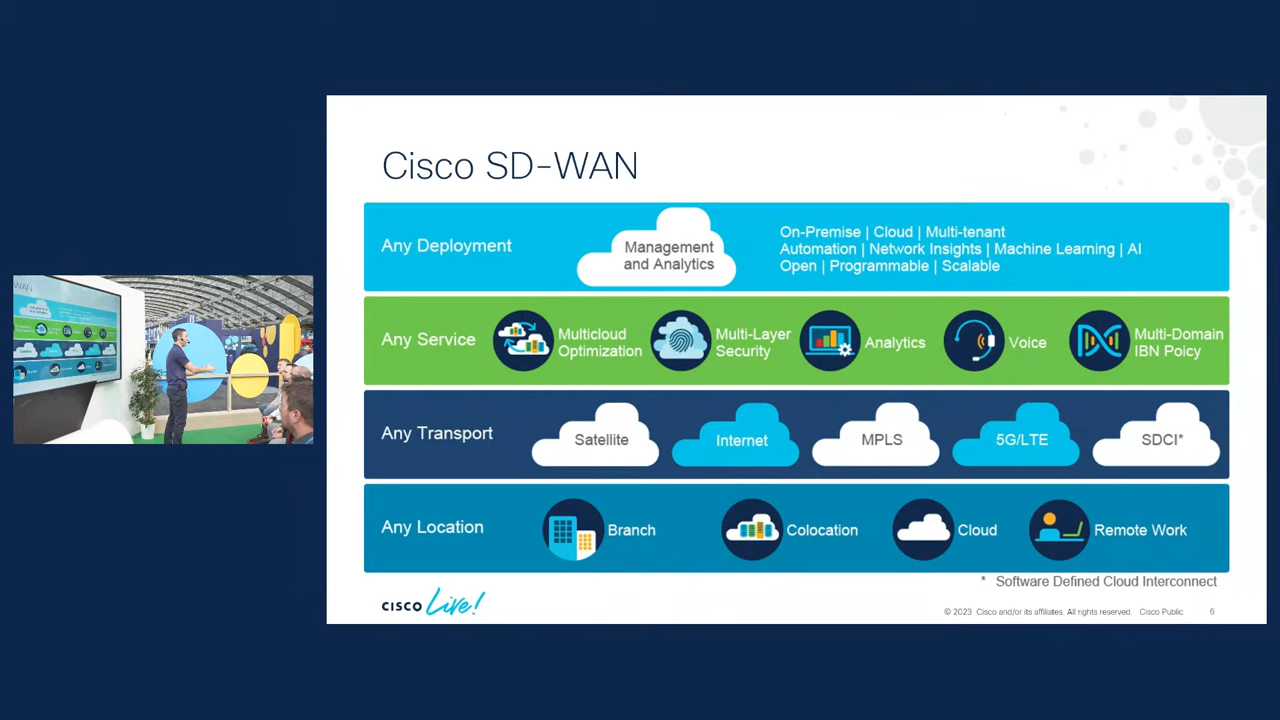 Cisco SD-WAN
Any Deployment
Management
and Analytics
On-Premise | Cloud | Multi-tenant
Automation | Network Insights | Machine Learning | AI
Open | Programmable | Scalable
Any Service
Multicloud
Optimization
Multi-Layer
Security
Analytics
Voice
Multi-Domain
IBN Poicy
Any Transport
Satellite
Internet
MPLS
5G/LTE
SDCI*
Any Location
Branch
Colocation
Cloud
Remote Work
* Software Defined Cloud Interconnect
CISCO Live!
© 2023 Cisco and/or its affiliates. All rights reserved. Cisco Public 6
WAN